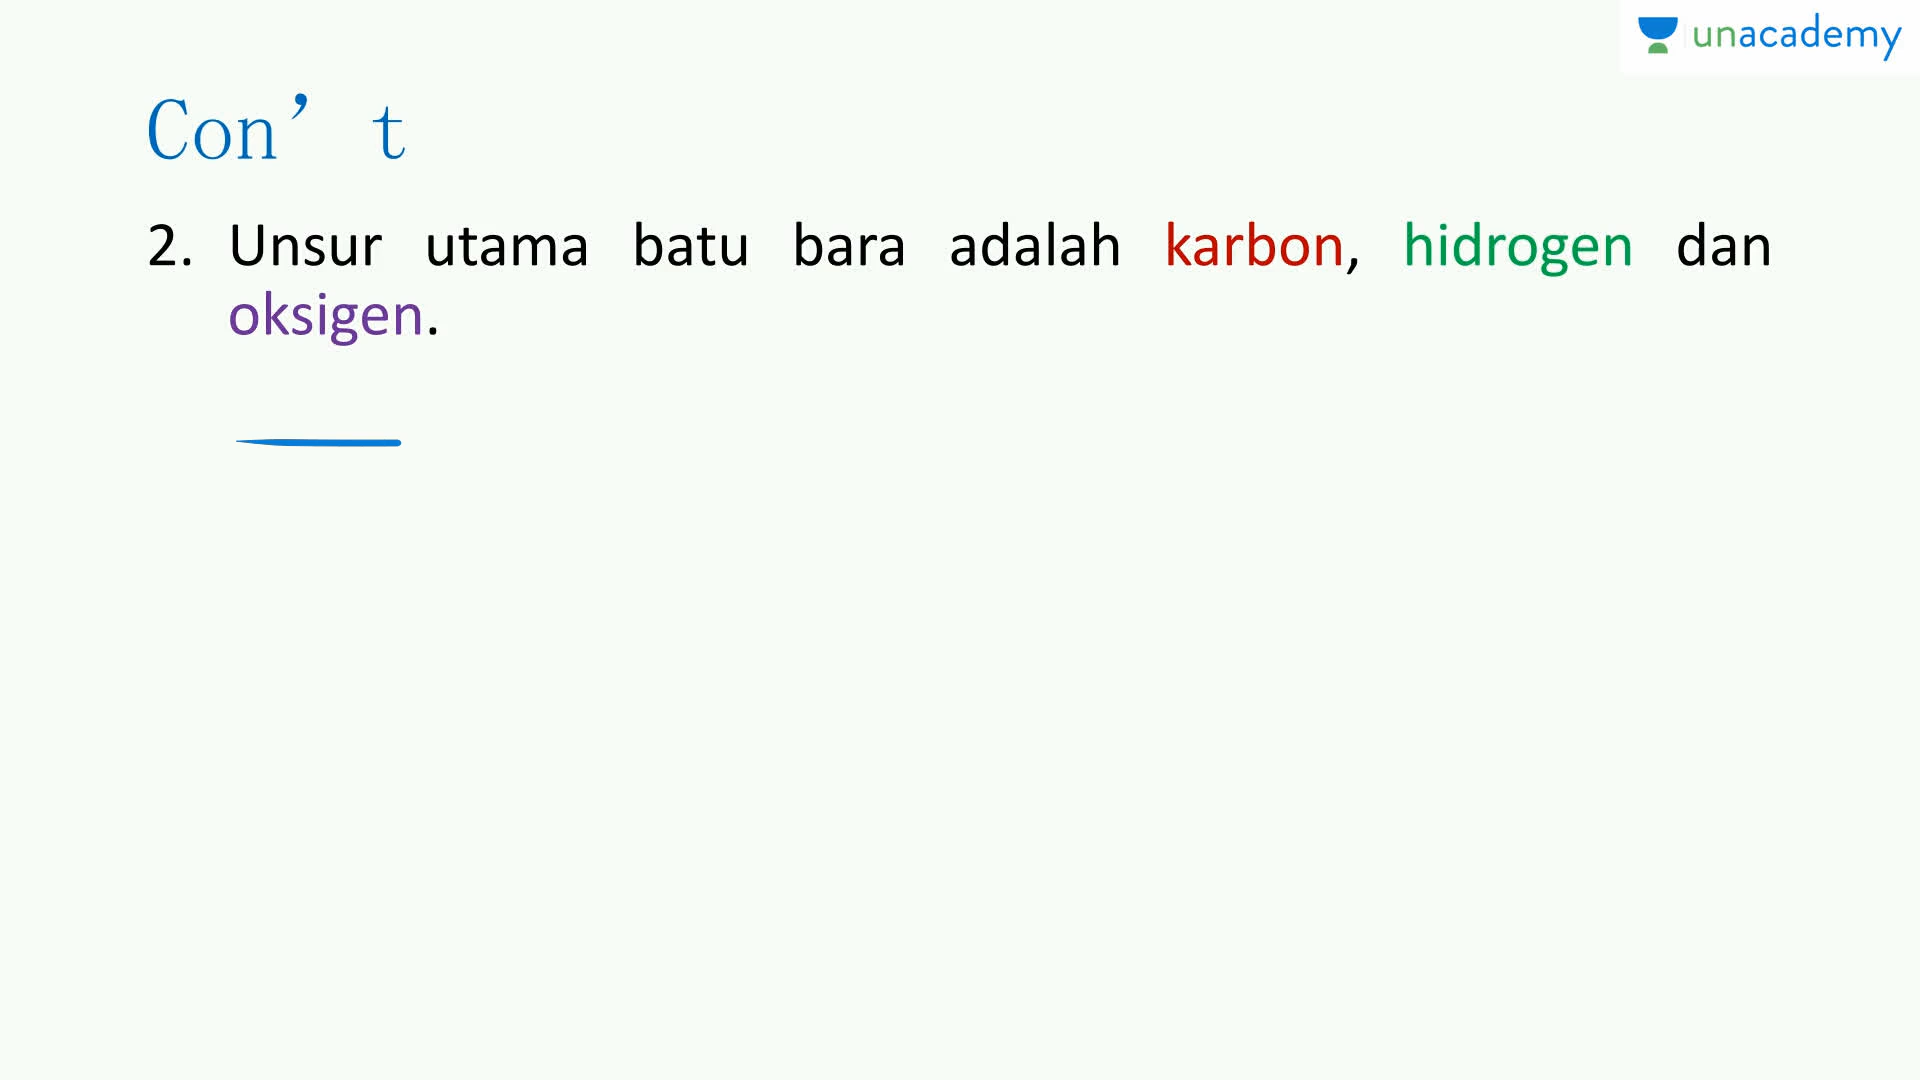 unacademy
Con’t
2. Unsur utama batu bara adalah karbon, hidrogen dan
oksigen.